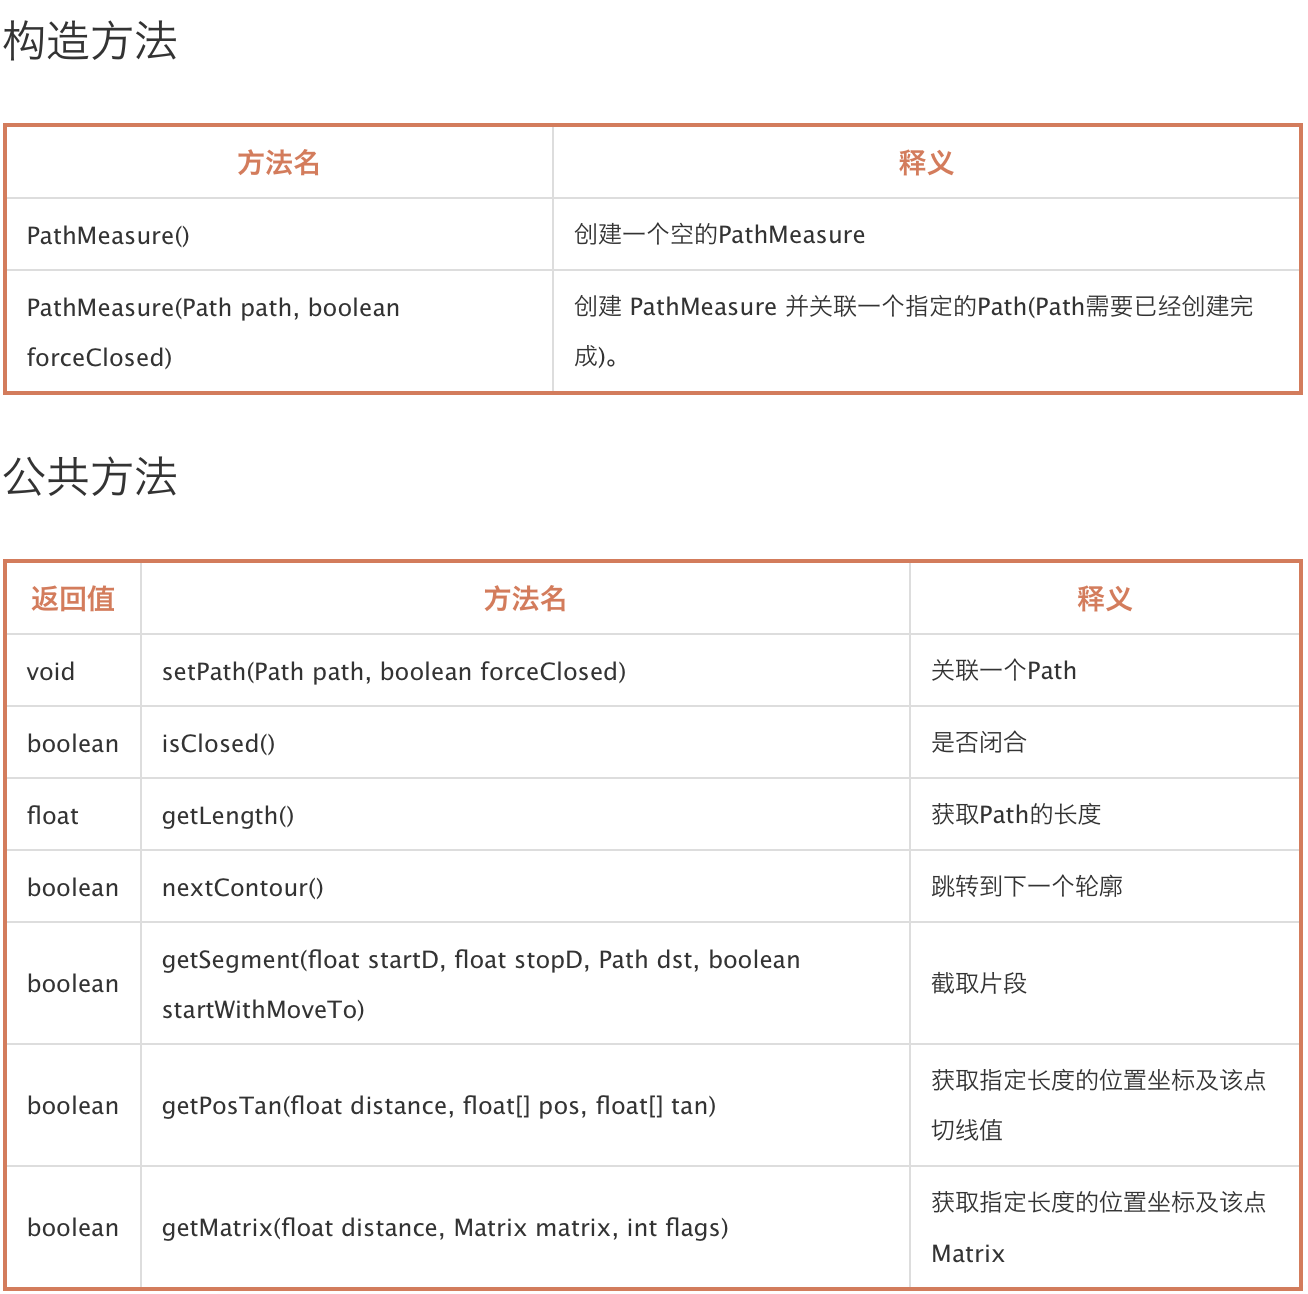 构造方法
方法名 释义
PathMeasure() 创建一个空的PathMeasure
PathMeasure(Path path, boolean
forceClosed)
创建 PathMeasure 并关联一个指定的Path(Path需要已经创建完
成)。
公共方法
返回值 方法名 释义
void setPath(Path path, boolean forceClosed) 关联一个Path
boolean isClosed() 是否闭合
float getLength() 获取Path的长度
boolean nextContour() 跳转到下一个轮廓
boolean
getSegment(float startD, float stopD, Path dst, boolean
startWithMoveTo)
截取片段
boolean getPosTan(float distance, float[] pos, float[] tan)
获取指定长度的位置坐标及该点
切线值
boolean getMatrix(float distance, Matrix matrix, int flags)
获取指定长度的位置坐标及该点
Matrix